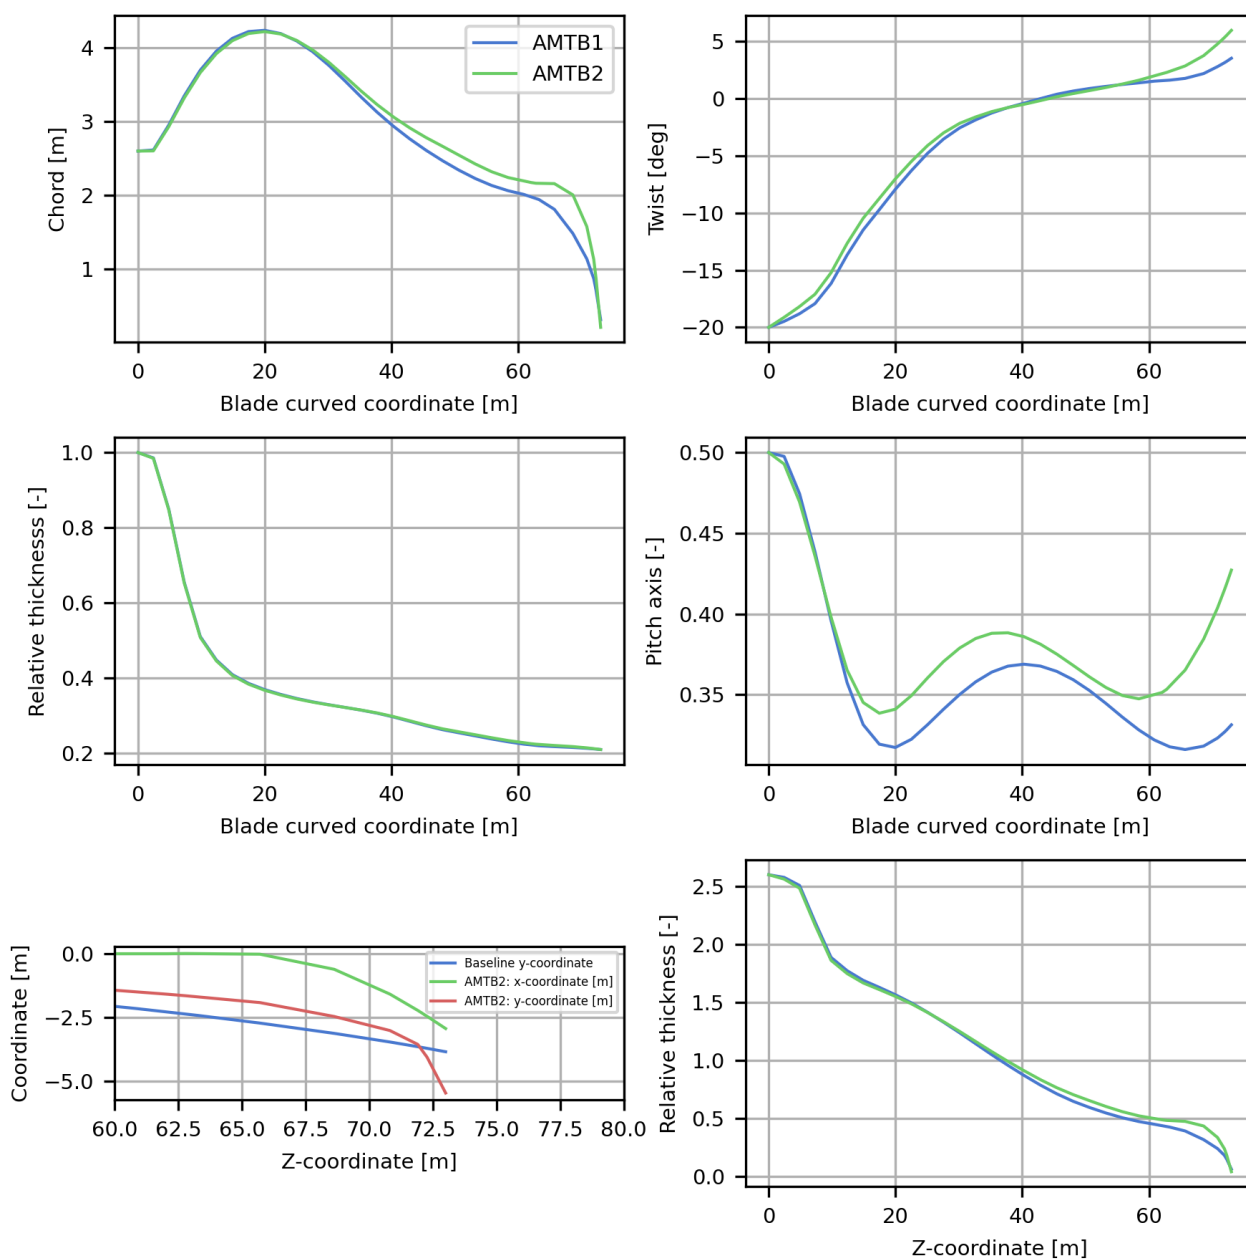 AMTB1
AMTB2
4
3
2
1
Chord [m]
0 20 40 60
Blade curved coordinate [m]
5
0
−5
−10
−15
−20
Twist [deg]
0 20 40 60
Blade curved coordinate [m]
1.0
0.8
0.6
0.4
0.2
Relative thicknesss [-]
0 20 40 60
Blade curved coordinate [m]
0.50
0.45
0.40
0.35
Pitch axis [-]
0 20 40 60
Blade curved coordinate [m]
Baseline y-coordinate
AMTB2: x-coordinate [m]
AMTB2: y-coordinate [m]
0.0
−2.5
−5.0
Coordinate [m]
60.0 62.5 65.0 67.5 70.0 72.5 75.0 77.5 80.0
Z-coordinate [m]
2.5
2.0
1.5
1.0
0.5
0.0
Relative thickness [-]
0 20 40 60
Z-coordinate [m]